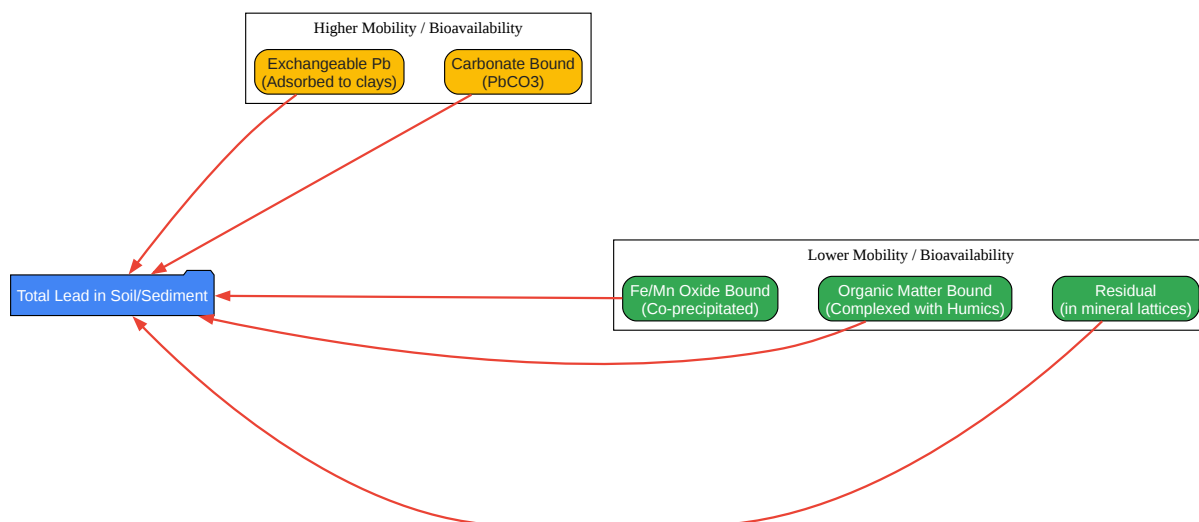 Higher Mobility / Bioavailability
Exchangeable Pb
(Adsorbed to clays)
Carbonate Bound
(PbCO3)
Total Lead in Soil/Sediment
Lower Mobility / Bioavailability
Fe/Mn Oxide Bound
(Co-precipitated)
Organic Matter Bound
(Complexed with Humics)
Residual
(in mineral lattices)